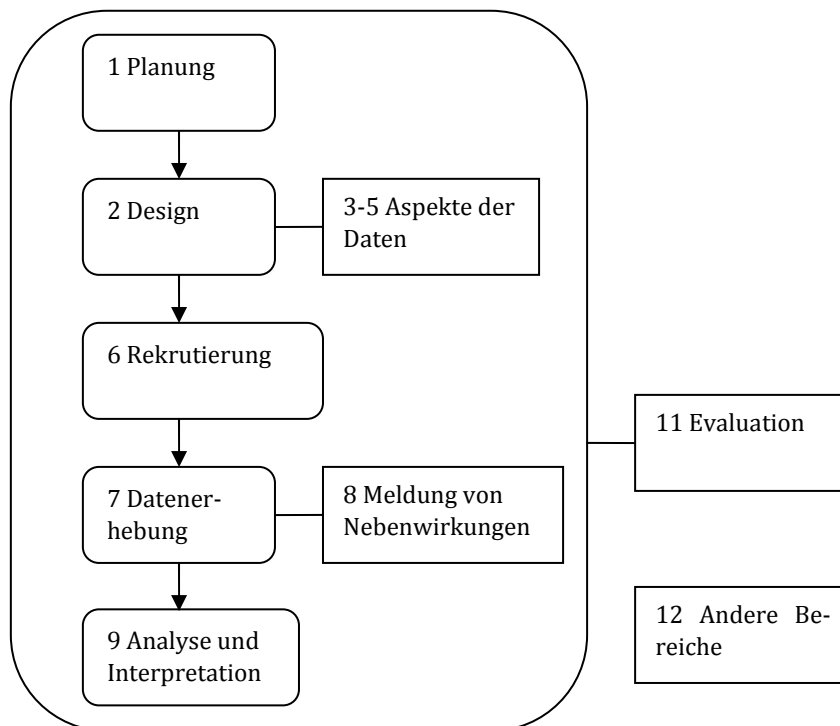 1 Planung
2 Design
3-5 Aspekte der
Daten
6 Rekrutierung
7 Datener-
hebung
8 Meldung von
Nebenwirkungen
9 Analyse und
Interpretation
11 Evaluation
12 Andere Be-
reiche